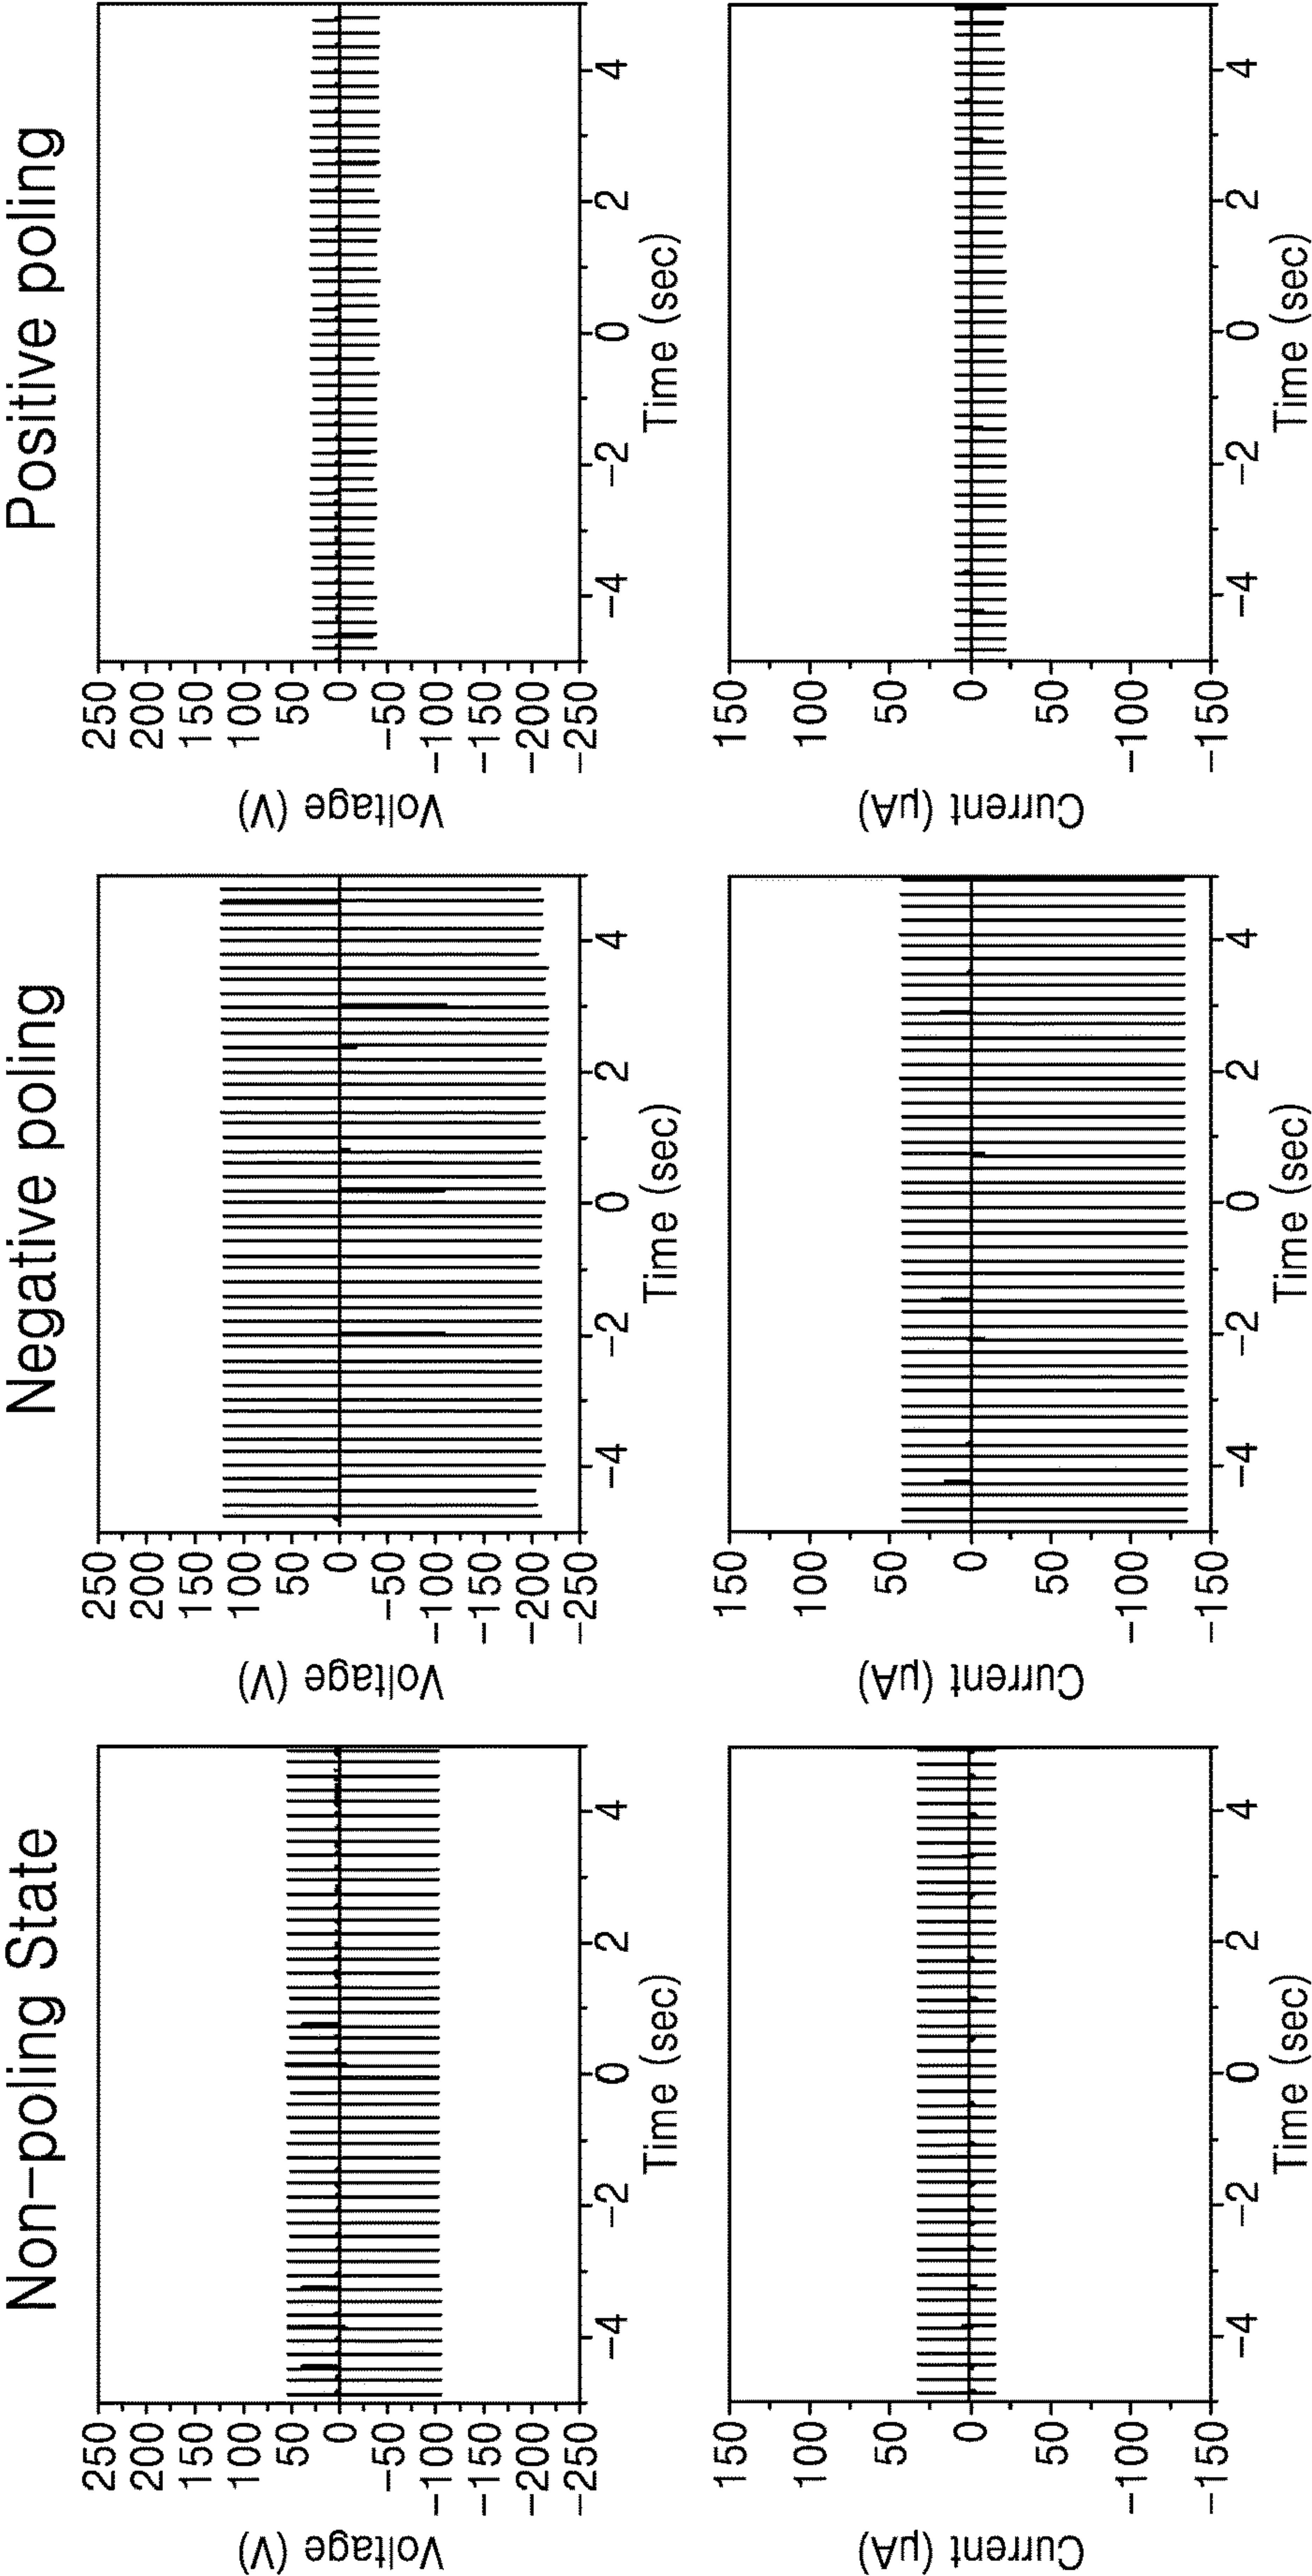 Non-poling State
Negative poling
Positive poling
Voltage (V)
250
200
150
100
50
0
−50
−100
−150
−200
−250
−4 −2 0 2 4
Time (sec)
Voltage (V)
250
200
150
100
50
0
−50
−100
−150
−200
−250
−4 −2 0 2 4
Time (sec)
Voltage (V)
250
200
150
100
50
0
−50
−100
−150
−200
−250
−4 −2 0 2 4
Time (sec)
Current (μA)
150
100
50
0
50
−100
−150
−4 −2 0 2 4
Time (sec)
Current (μA)
150
100
50
0
50
−100
−150
−4 −2 0 2 4
Time (sec)
Current (μA)
150
100
50
0
50
−100
−150
−4 −2 0 2 4
Time (sec)